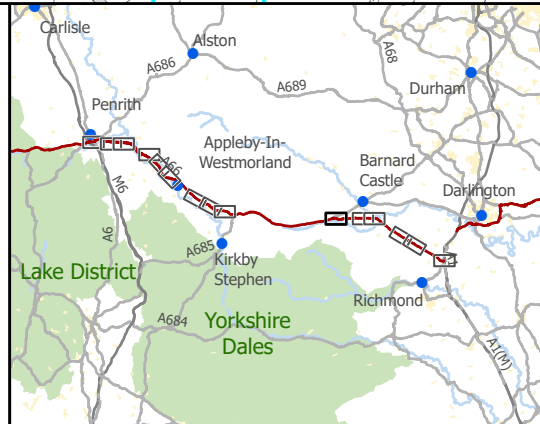 Carlisle
Alston
A68
A686
A689
Durham
Penrith
Appleby-In-
Westmorland
A66
Barnard
Castle
Darlington
M6
A6
A685
Kirkby
Stephen
Lake District
Richmond
A684
Yorkshire
Dales
A1(M)